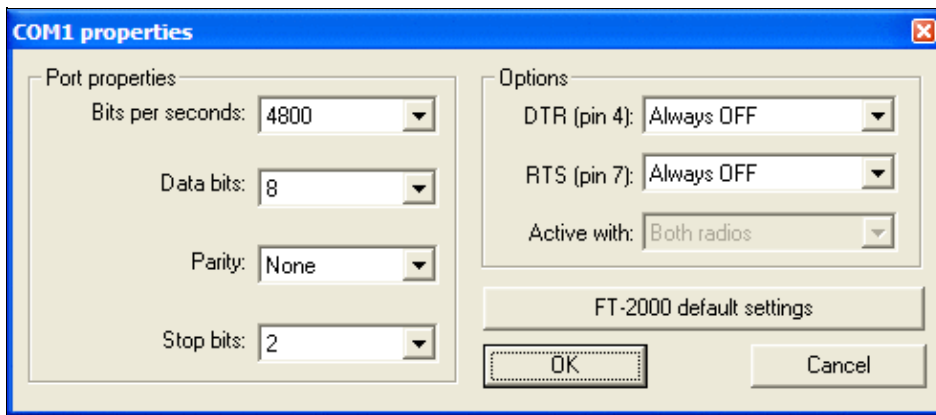 COM1 properties
Port properties
Bits per seconds: 4800
Data bits: 8
Parity: None
Stop bits: 2
Options
DTR (pin 4): Always OFF
RTS (pin 7): Always OFF
Active with: Both radios
FT-2000 default settings
OK Cancel